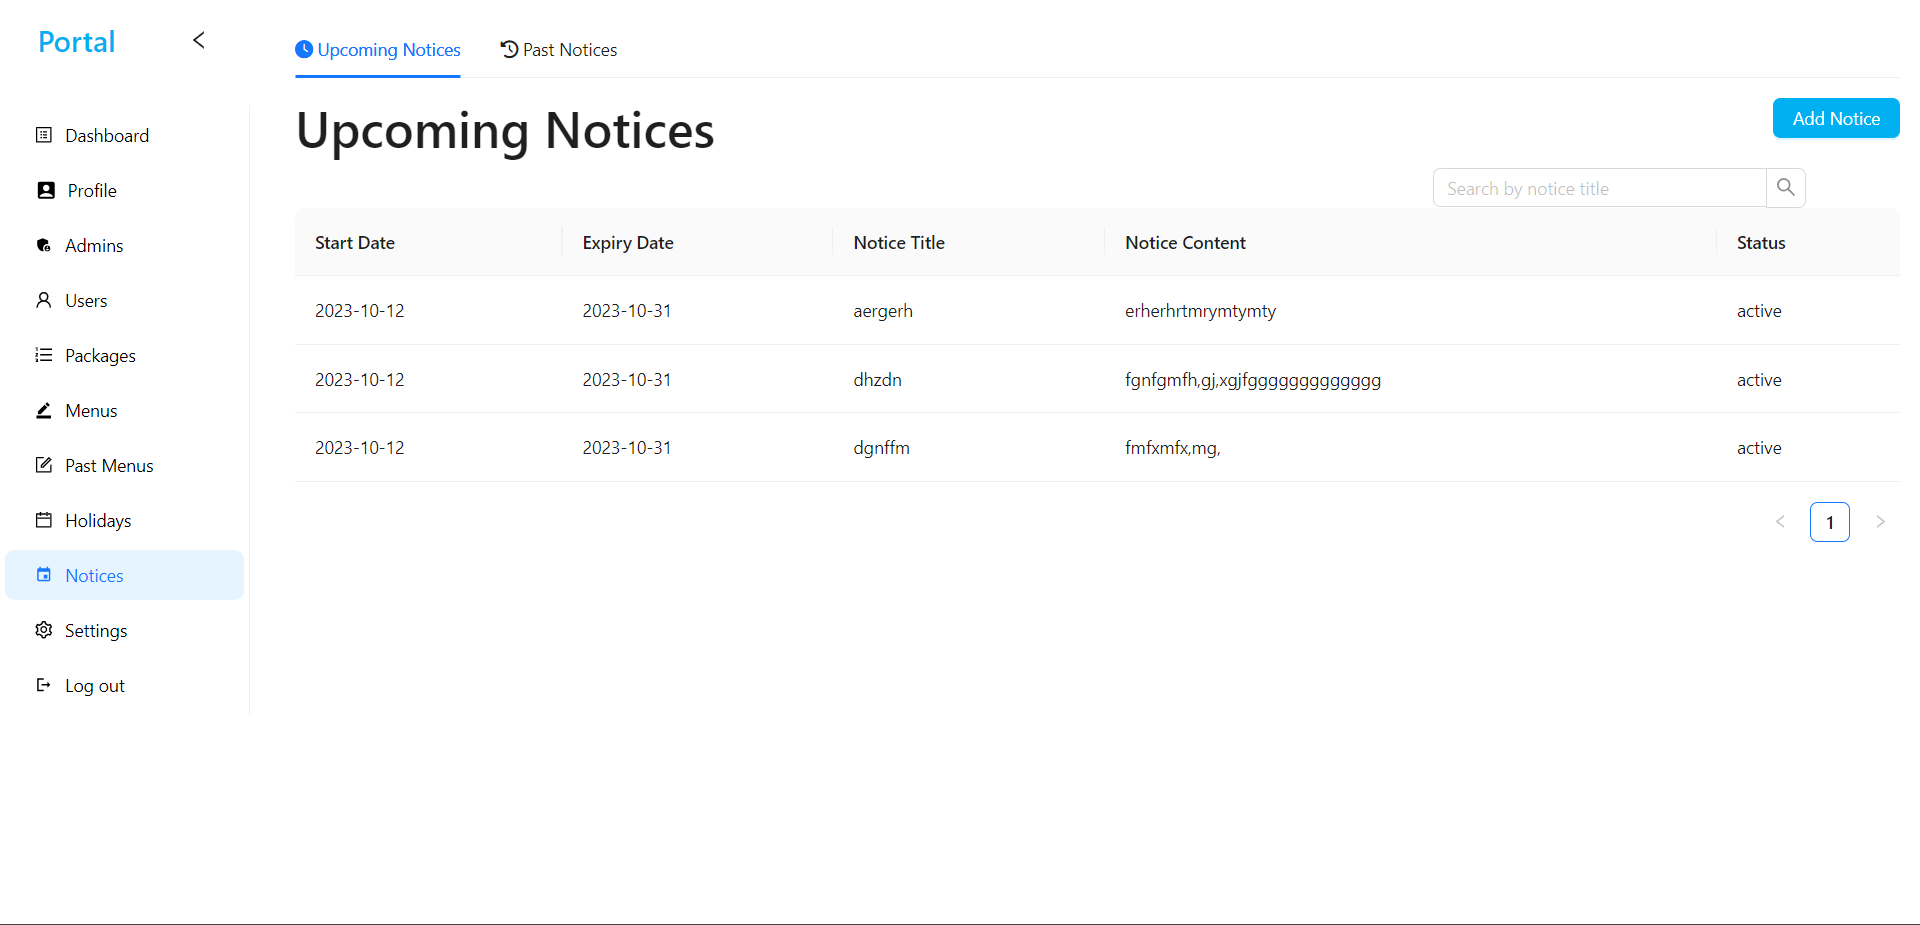 Portal
Upcoming Notices
Past Notices
Dashboard
Profile
Admins
Users
Packages
Menus
Past Menus
Holidays
Notices
Settings
Log out
Upcoming Notices
Add Notice
Search by notice title
Start Date Expiry Date Notice Title Notice Content Status
2023-10-12 2023-10-31 aergerh erherhrtmrymtymty active
2023-10-12 2023-10-31 dhzdn fgnfgmfh,gj,xgjfggggggggggggg active
2023-10-12 2023-10-31 dgnffm fmfxmfx,mg, active
1